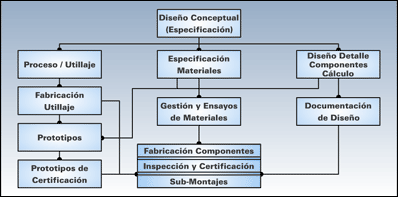 Diseño Conceptual
(Especificación)
Proceso / Utillaje
Especificación
Materiales
Diseño Detalle
Componentes
Cálculo
Fabricación
Utillaje
Gestión y Ensayos
de Materiales
Documentación
de Diseño
Prototipos
Prototipos de
Certificación
Fabricación Componentes
Inspección y Certificación
Sub-Montajes